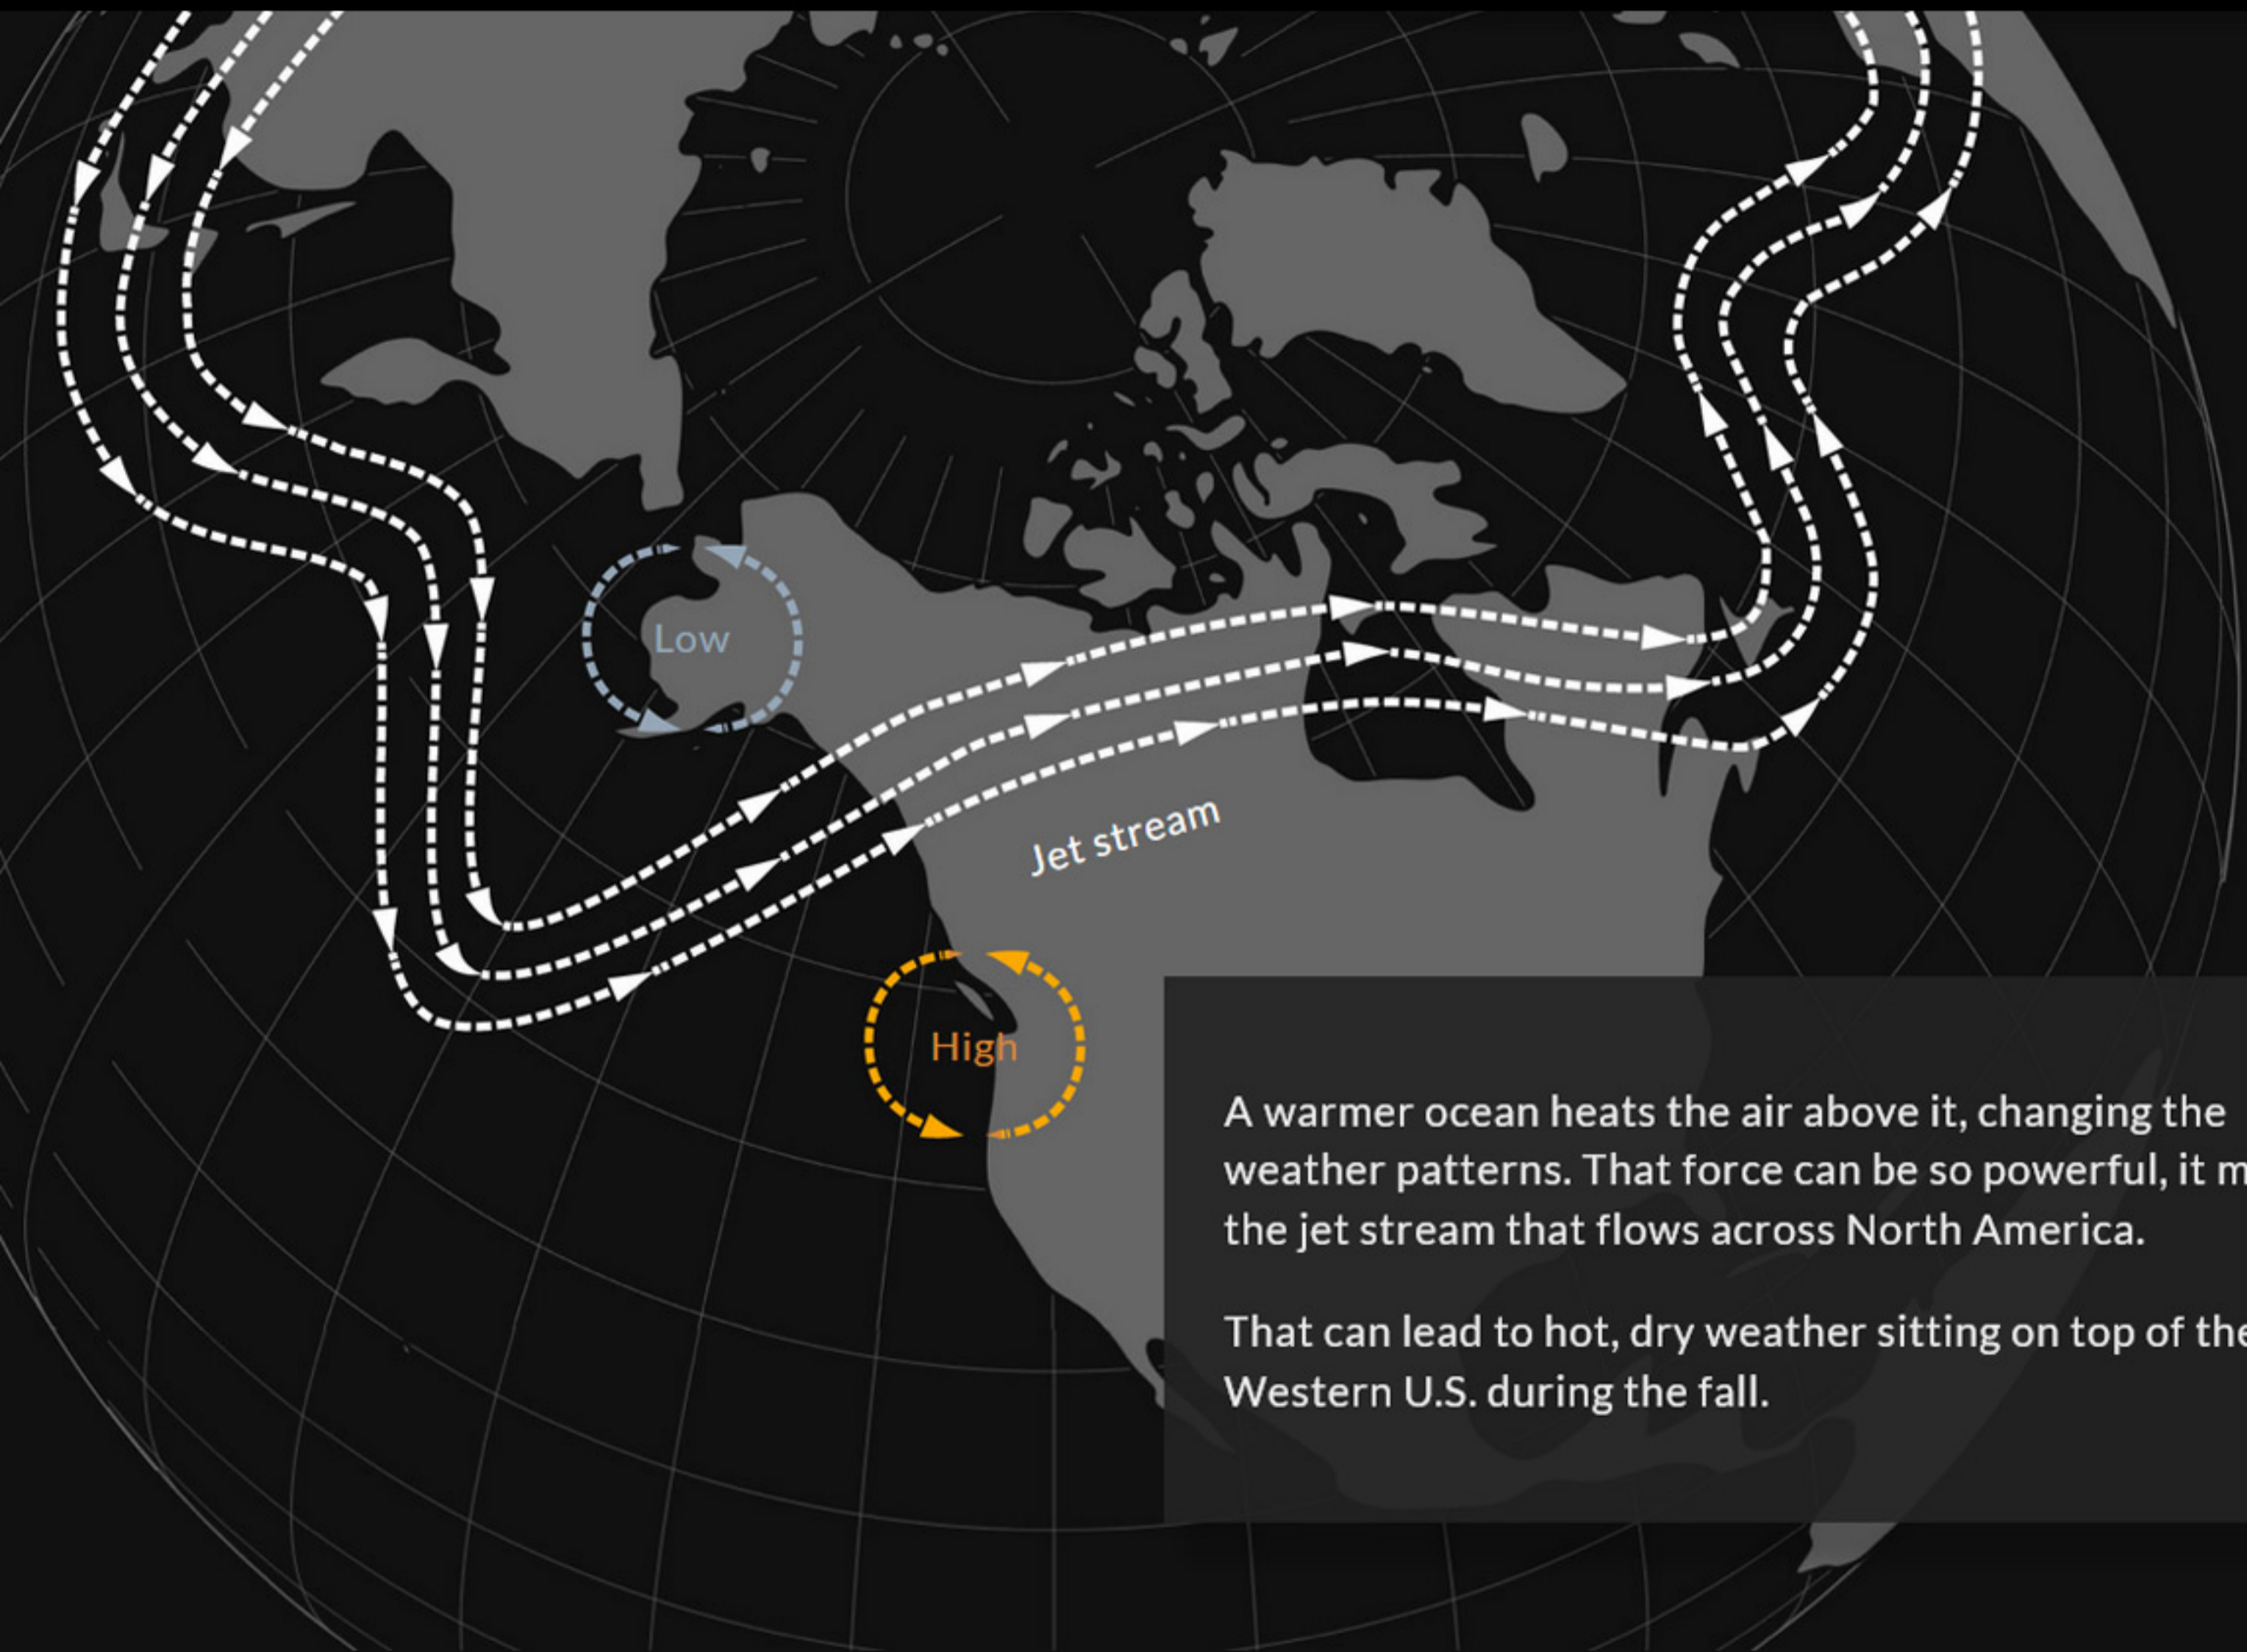 Low
Jet stream
High
A warmer ocean heats the air above it, changing the
weather patterns. That force can be so powerful, it
the jet stream that flows across North America.
That can lead to hot, dry weather sitting on top of the
Western U.S. during the fall.